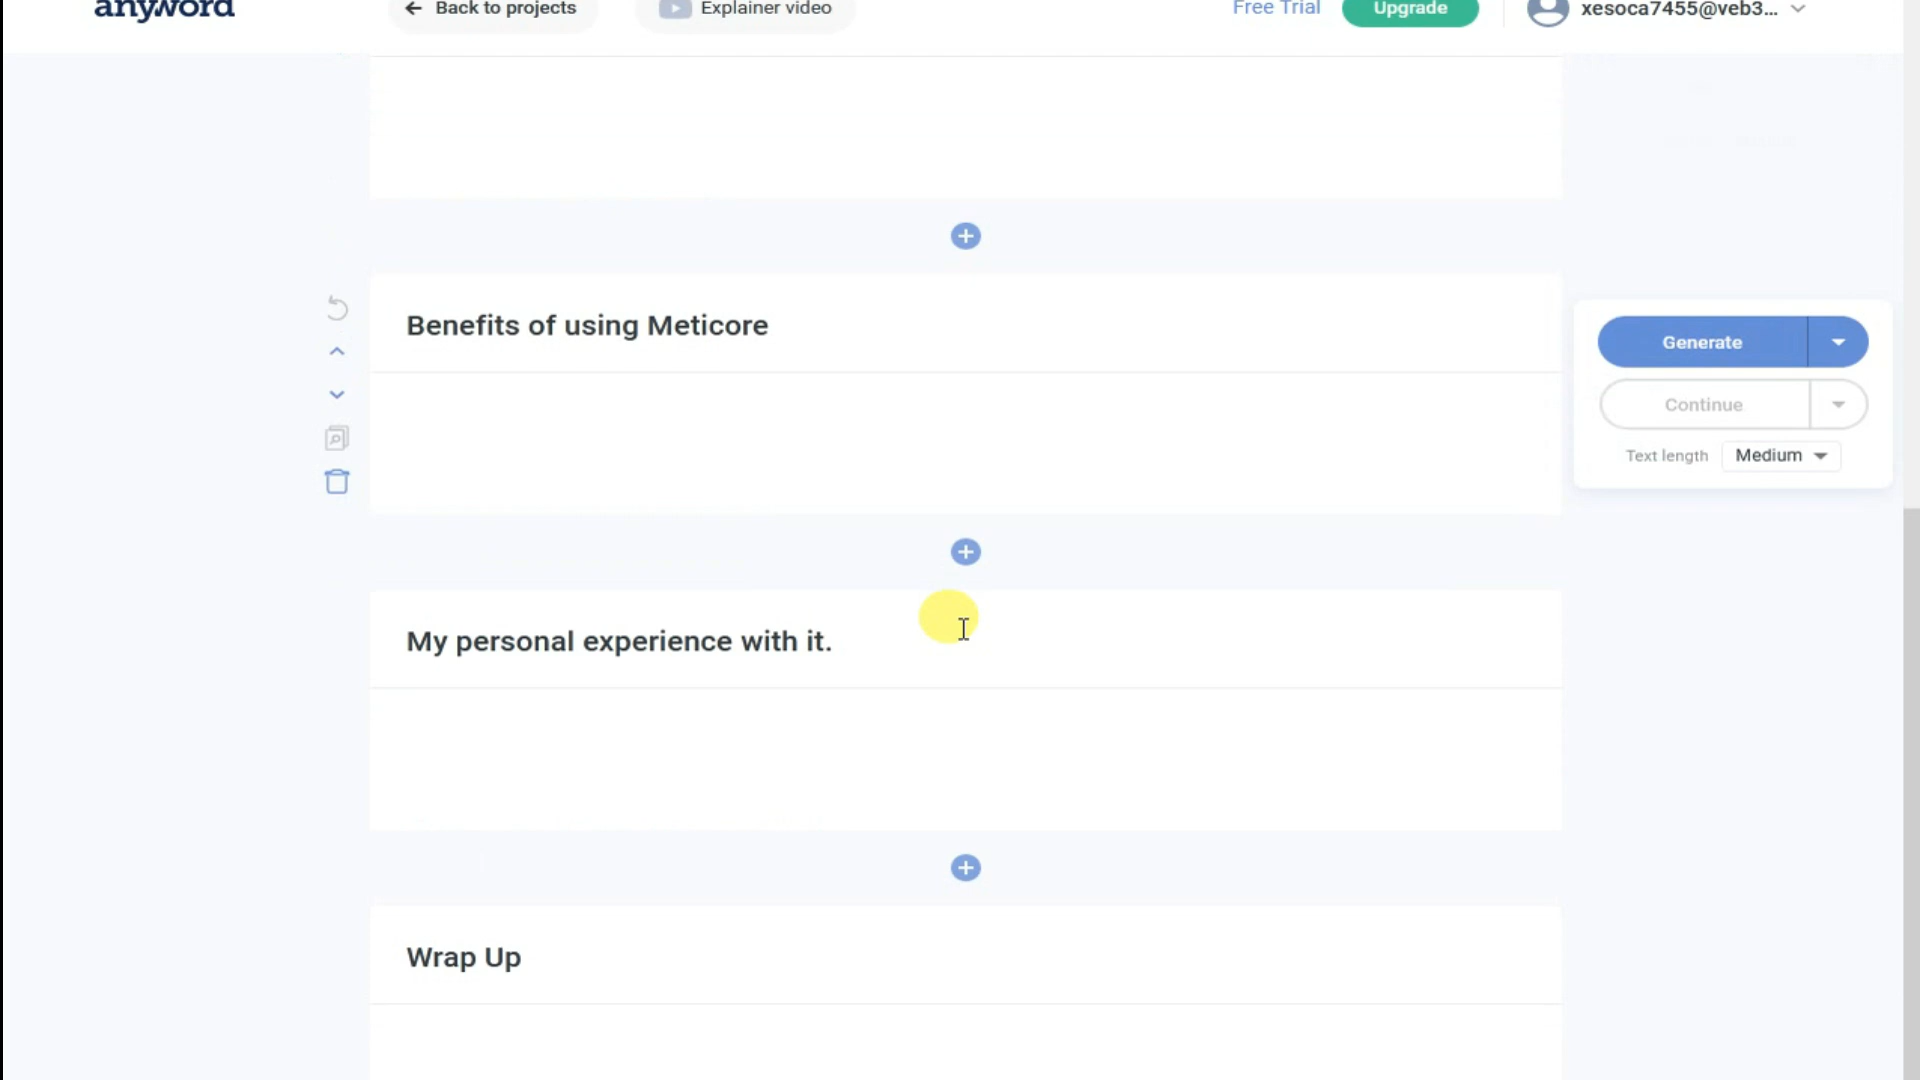 anyword
Back to projects
Explainer video
Free Trial
Upgrade
xesoca7455@veb3...
Benefits of using Meticore
Generate
Continue
Text length
Medium
My personal experience with it.
Wrap Up